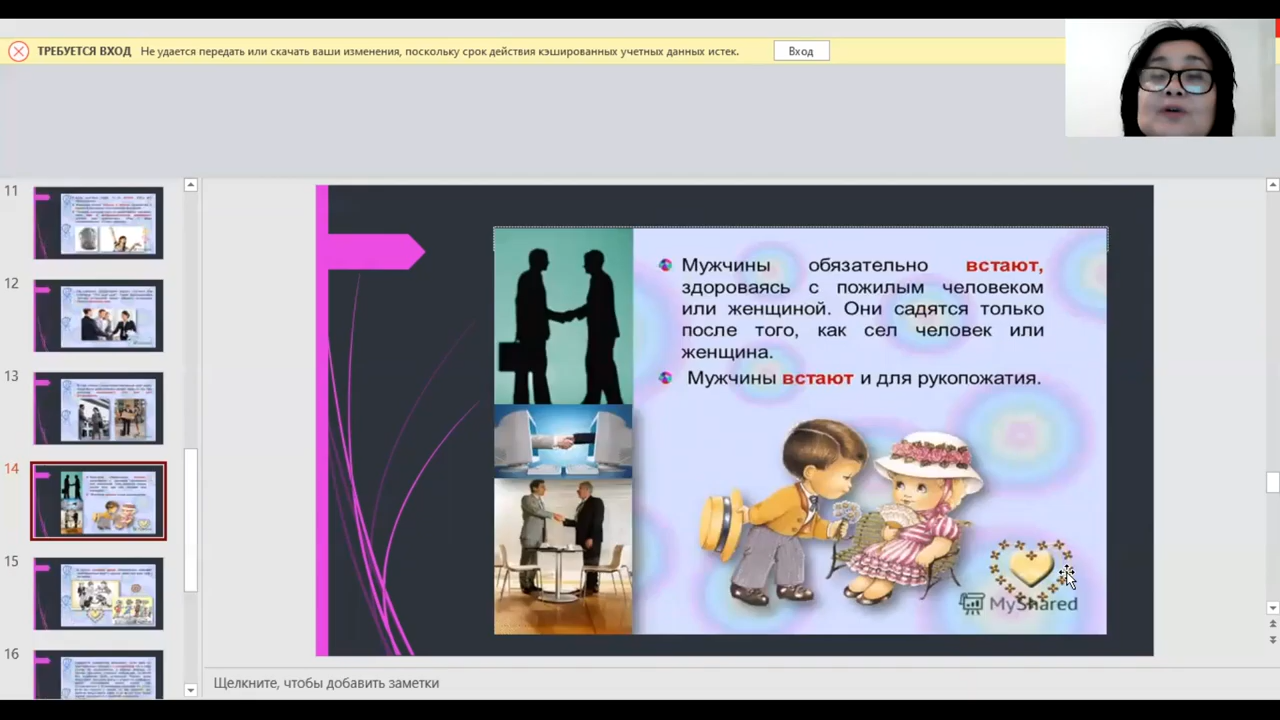 ТРЕБУЕТСЯ ВХОД Не удается передать или скачать ваши изменения, поскольку срок действия кэшированных учетных данных истек. Вход
11
12
13
14
15
16
Мужчины обязательно встают,
здороваясь с пожилым человеком
или женщиной. Они садятся только
после того, как сел человек или
женщина.
Мужчины встают и для рукопожатия.
MyShared
Щелкните, чтобы добавить заметки